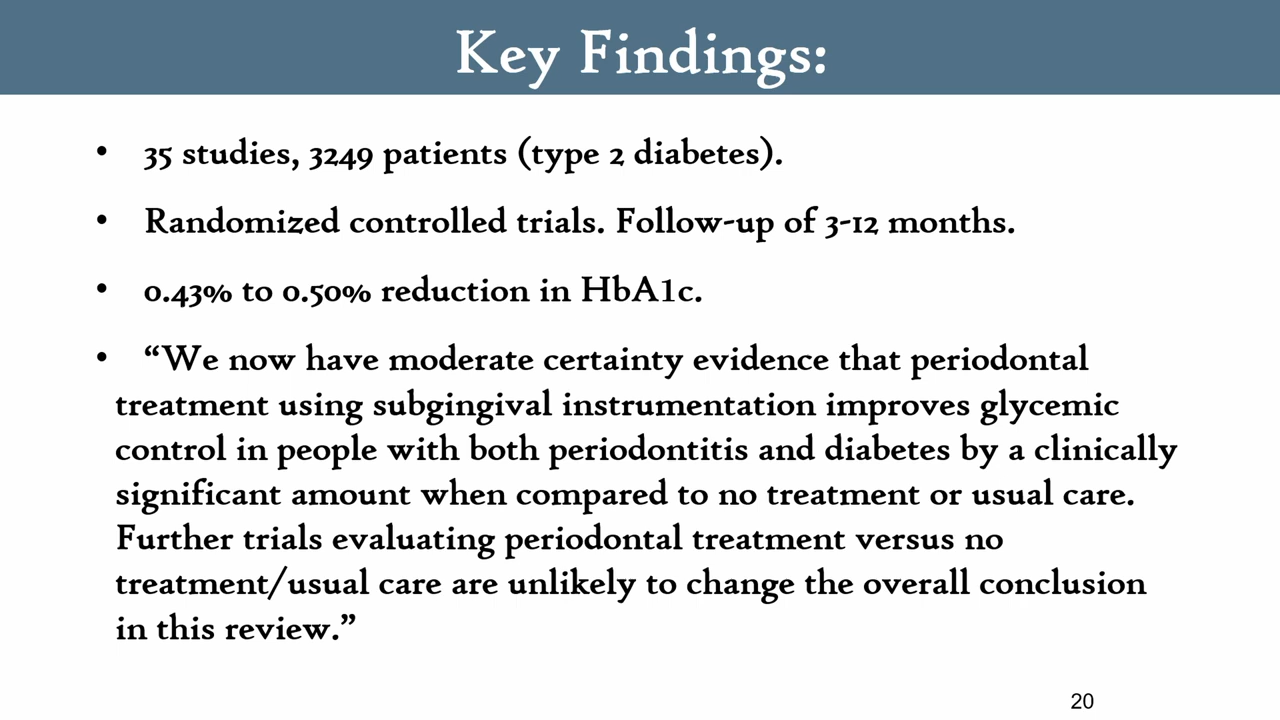 Key Findings:
• 35 studies, 3249 patients (type 2 diabetes).
• Randomized controlled trials. Follow-up of 3-12 months.
• 0.43% to 0.50% reduction in HbA1c.
• “We now have moderate certainty evidence that periodontal
treatment using subgingival instrumentation improves glycemic
control in people with both periodontitis and diabetes by a clinically
significant amount when compared to no treatment or usual care.
Further trials evaluating periodontal treatment versus no
treatment/usual care are unlikely to change the overall conclusion
in this review.”
20